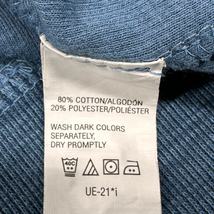 80% COTTON/ALGODÓN
20% POLYESTER/POLIÉSTER
WASH DARK COLORS
SEPARATELY,
DRY PROMPTLY
UE-21*i